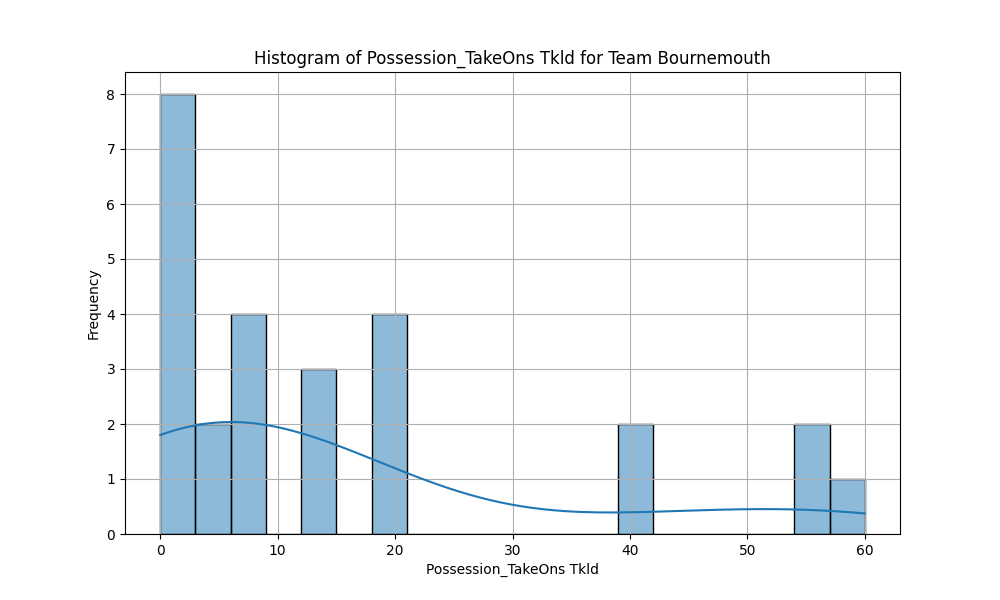 Histogram of Possession_TakeOns Tkld for Team Bournemouth
Frequency
8
7
6
5
4
3
2
1
0
0 10 20 30 40 50 60
Possession_TakeOns Tkld